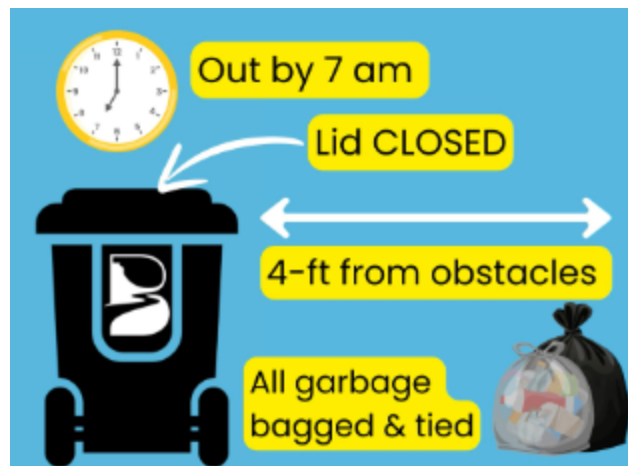 Out by 7 am
Lid CLOSED
4-ft from obstacles
All garbage
bagged & tied